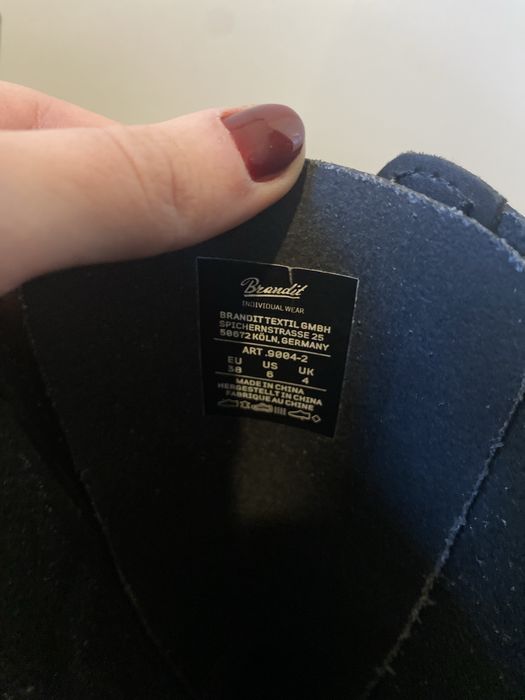 Brandit
INDIVIDUAL WEAR
BRANDIT TEXTIL GMBH
SPICHERNSTRASSE 25
50672 KÖLN, GERMANY
ART.9004-2
EU US UK
38 6 4
MADE IN CHINA
HERGESTELLT IN CHINA
FABRIQUE AU CHINE